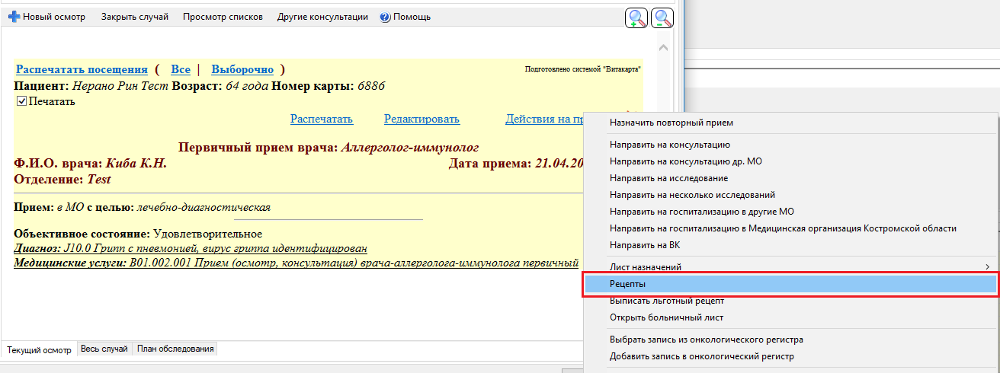 Новый осмотр Закрыть случай Просмотр списков Другие консультации Помощь
Распечатать посещения ( Все | Выборочно )
Подготовлено системой "Витакарта"
Пациент: Нерано Рин Тест Возраст: 64 года Номер карты: 6886
Печатать
Распечатать Редактировать Действия на пр
Первичный прием врача: Аллерголог-иммунолог
Ф.И.О. врача: Киба К.Н. Дата приема: 21.04.20
Отделение: Test
Прием: в МО с целью: лечебно-диагностическая
Объективное состояние: Удовлетворительное
Диагноз: J10.0 Грипп с пневмонией, вирус гриппа идентифицирован
Медицинские услуги: B01.002.001 Прием (осмотр, консультация) врача-аллерголога-иммунолога первичный
Текущий осмотр Весь случай План обследования
Назначить повторный прием
Направить на консультацию
Направить на консультацию др. МО
Направить на исследование
Направить на несколько исследований
Направить на госпитализацию в другие МО
Направить на госпитализацию в Медицинская организация Костромской области
Направить на ВК
Лист назначений
Рецепты
Выписать льготный рецепт
Открыть больничный лист
Выбрать запись из онкологического регистра
Добавить запись в онкологический регистр